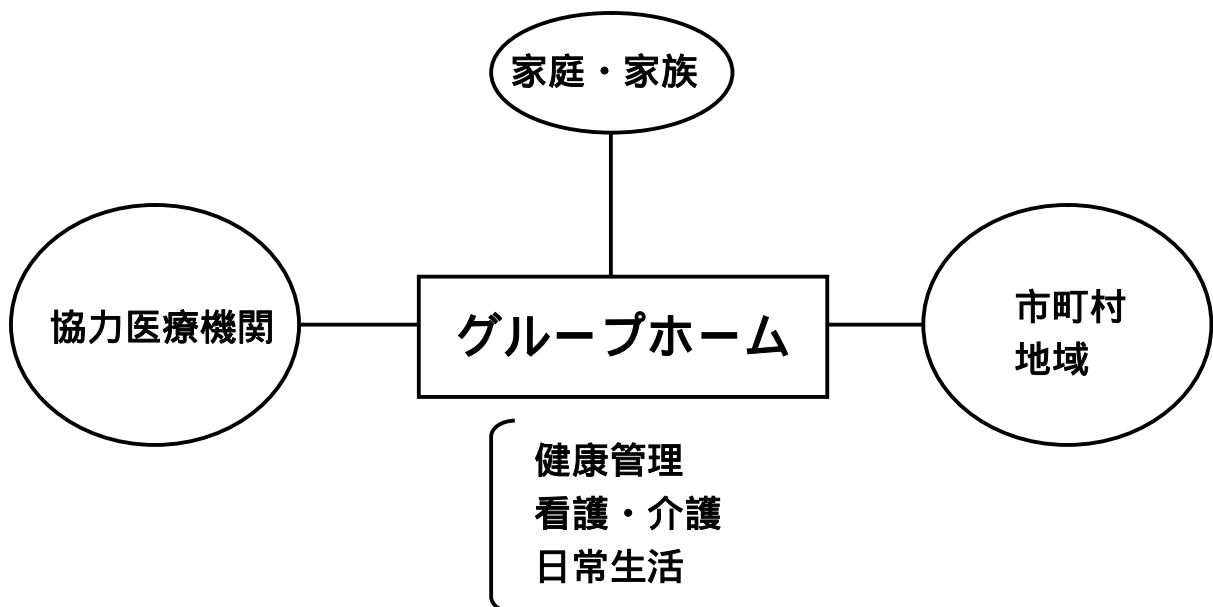 家庭・家族
協力医療機関
グループホーム
市町村
地域
健康管理
看護・介護
日常生活